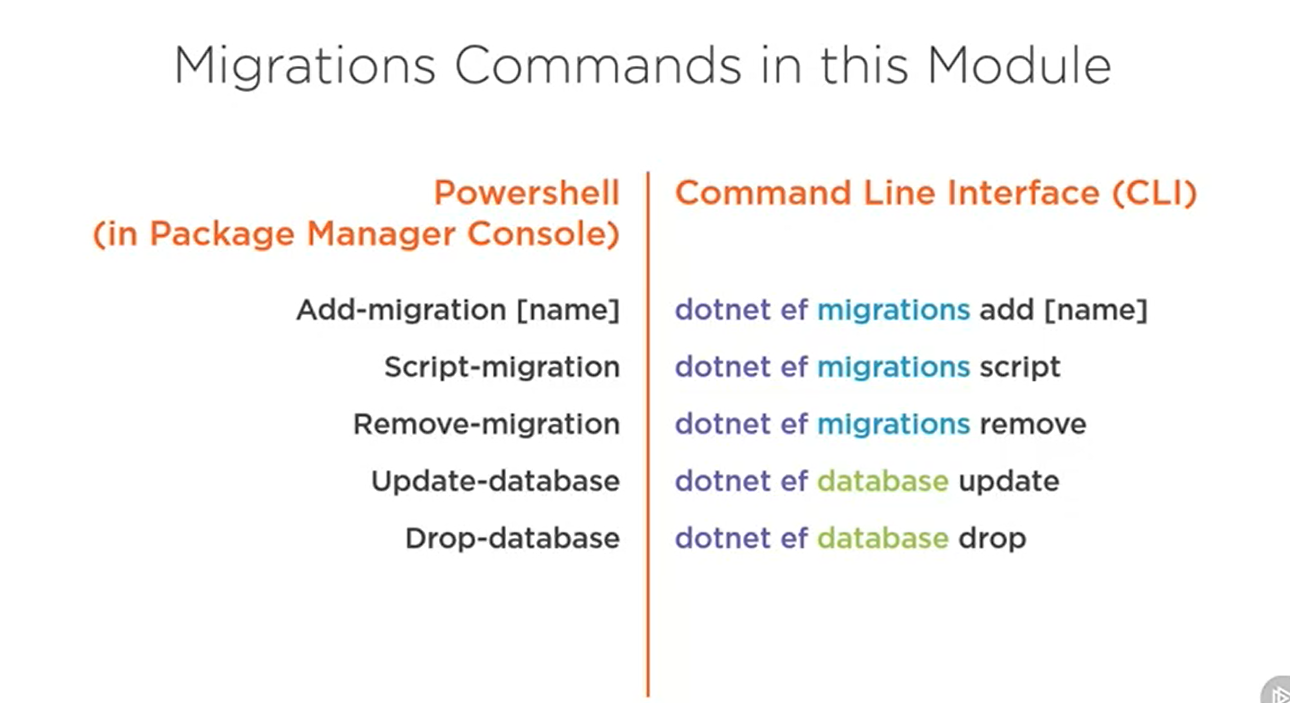 Migrations Commands in this Module
Powershell
(in Package Manager Console)
Command Line Interface (CLI)
Add-migration [name]
dotnet ef migrations add [name]
Script-migration
dotnet ef migrations script
Remove-migration
dotnet ef migrations remove
Update-database
dotnet ef database update
Drop-database
dotnet ef database drop